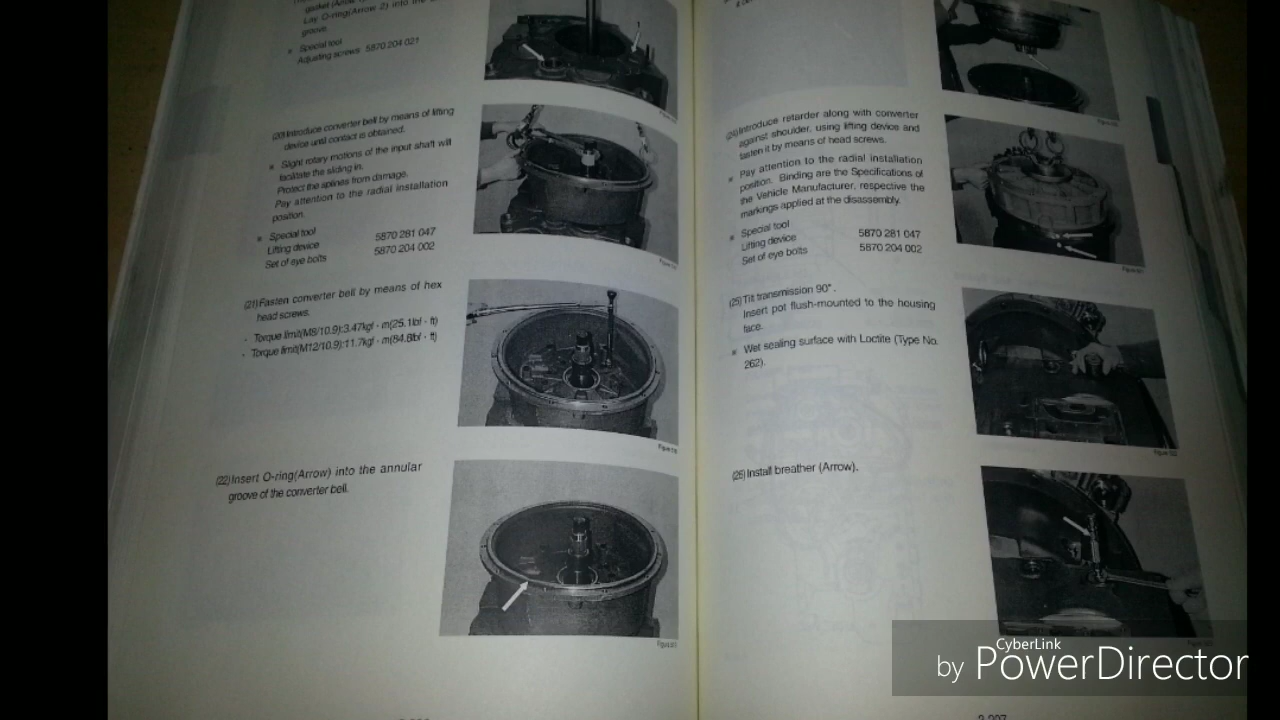 gasket
Lay O-ring(Arrow 2) into the
groove.
※ Special tool
Adjusting screws 5870 204 021
(20)Introduce converter bell by means of lifting
device until contact is obtained.
※ Slight rotary motions of the input shaft will
facilitate the sliding in.
Protect the splines from damage.
Pay attention to the radial installation
position.
※ Special tool
Lifting device 5870 281 047
Set of eye bolts 5870 204 002
(21)Fasten converter bell by means of hex
head screws.
· Torque limit(M8/10.9):3.47kgf · m(25.1lbf · ft)
· Torque limit(M12/10.9):11.7kgf · m(84.6lbf · ft)
(22)Insert O-ring(Arrow) into the annular
groove of the converter bell.
(24)Introduce retarder along with converter
against shoulder, using lifting device and
fasten it by means of head screws.
※ Pay attention to the radial installation
position. Binding are the Specifications of
the Vehicle Manufacturer, respective the
markings applied at the disassembly.
※ Special tool
Lifting device 5870 281 047
Set of eye bolts 5870 204 002
(25)Tilt transmission 90°.
Insert pot flush-mounted to the housing
face.
※ Wet sealing surface with Loctite (Type No.
262).
(26)Install breather (Arrow).
CyberLink
by PowerDirector